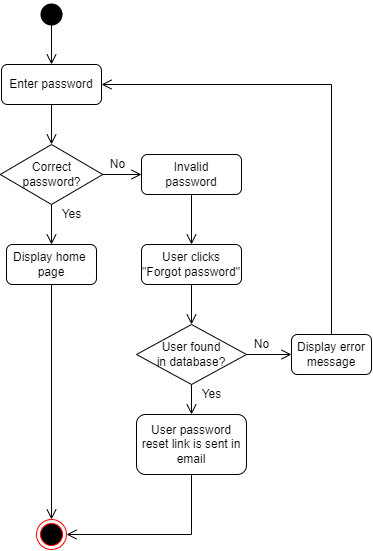 Enter password
Correct
password?
No
Invalid
password
Yes
Display home
page
User clicks
"Forgot password"
User found
in database?
No
Display error
message
Yes
User password
reset link is sent in
email